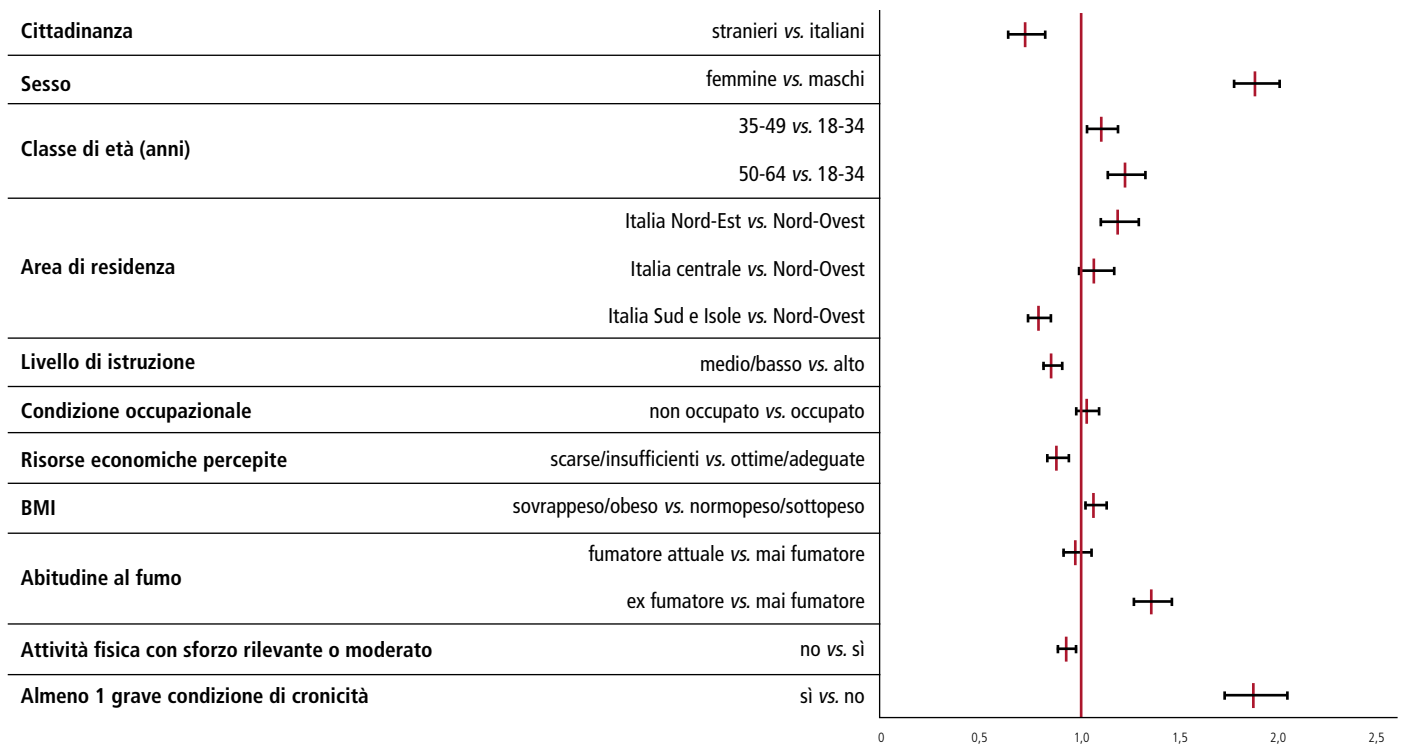 Cittadinanza stranieri vs. italiani
Sesso femmine vs. maschi
Classe di età (anni)
35-49 vs. 18-34
50-64 vs. 18-34
Area di residenza
Italia Nord-Est vs. Nord-Ovest
Italia centrale vs. Nord-Ovest
Italia Sud e Isole vs. Nord-Ovest
Livello di istruzione medio/basso vs. alto
Condizione occupazionale non occupato vs. occupato
Risorse economiche percepite scarse/insufficienti vs. ottime/adeguate
BMI sovrappeso/obeso vs. normopeso/sottopeso
Abitudine al fumo
fumatore attuale vs. mai fumatore
ex fumatore vs. mai fumatore
Attività fisica con sforzo rilevante o moderato no vs. sì
Almeno 1 grave condizione di cronicità sì vs. no
0 0,5 1,0 1,5 2,0 2,5